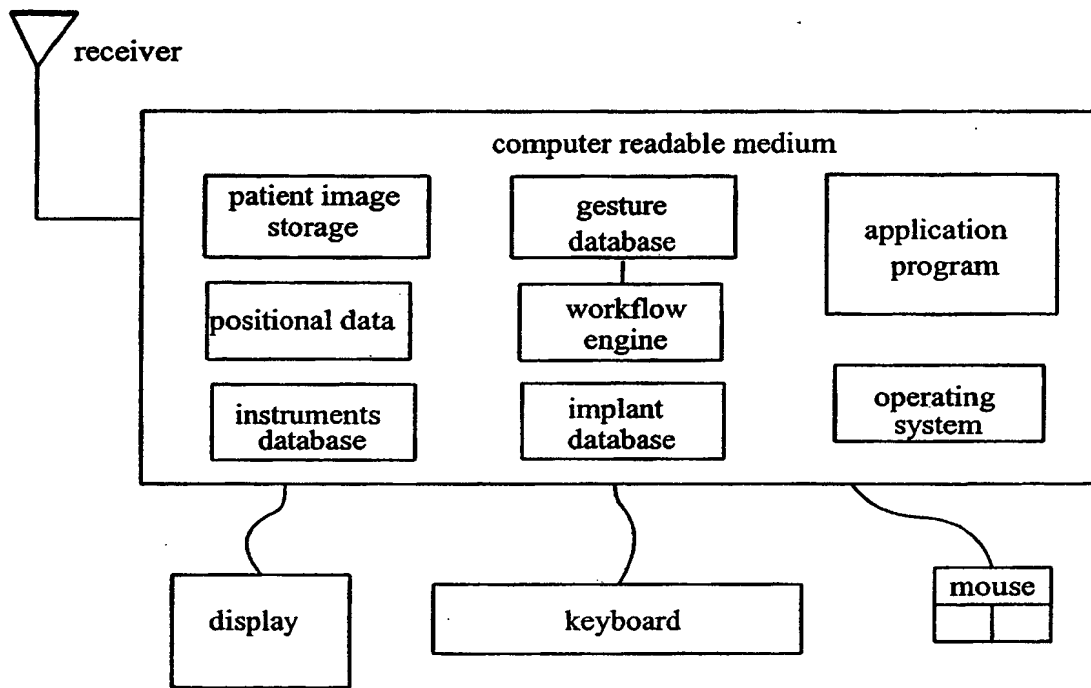 receiver
computer readable medium
patient image
storage
gesture
database
application
program
positional data
workflow
engine
instruments
database
implant
database
operating
system
display
keyboard
mouse